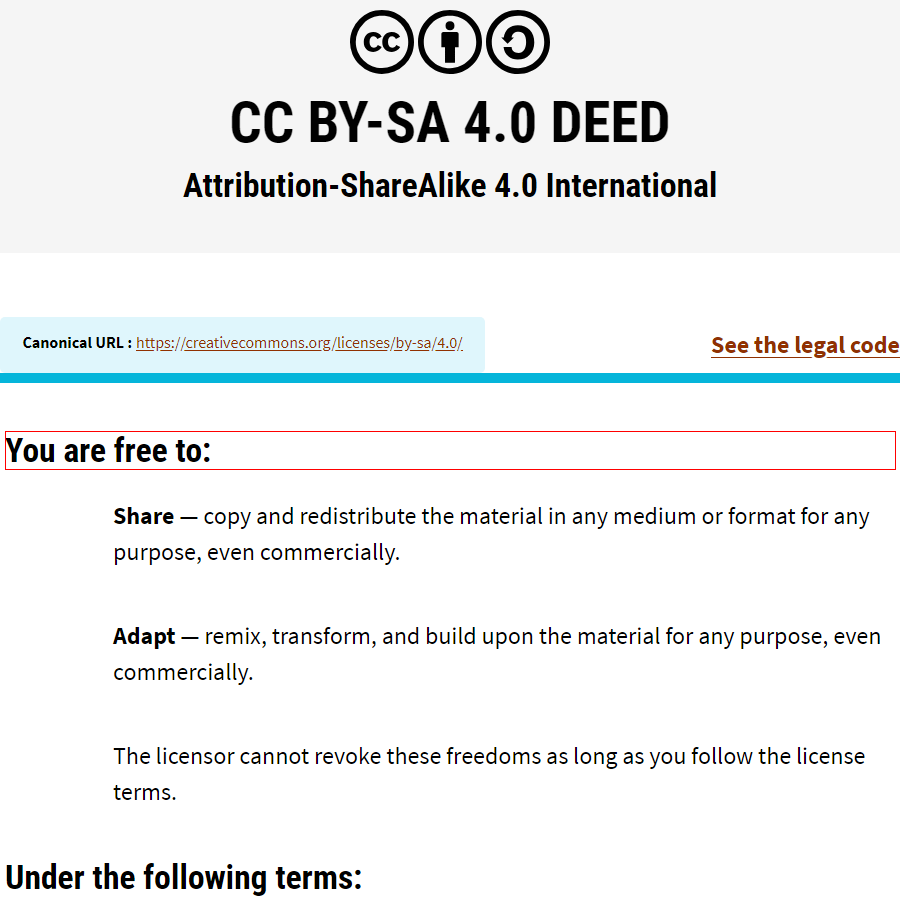 CC
CC BY-SA 4.0 DEED
Attribution-ShareAlike 4.0 International
Canonical URL : https://creativecommons.org/licenses/by-sa/4.0/
See the legal code
You are free to:
Share — copy and redistribute the material in any medium or format for any
purpose, even commercially.
Adapt — remix, transform, and build upon the material for any purpose, even
commercially.
The licensor cannot revoke these freedoms as long as you follow the license
terms.
Under the following terms: